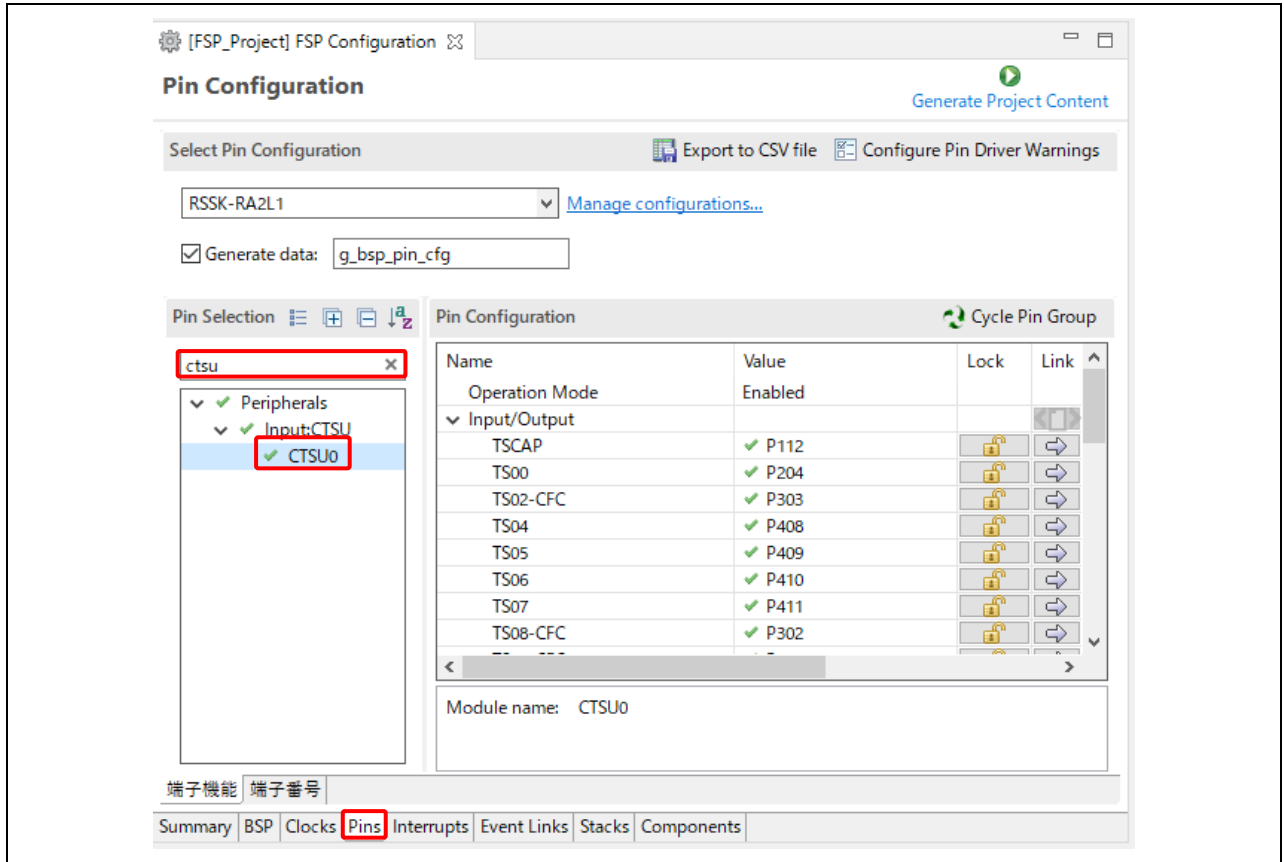 [FSP_Project] FSP Configuration
Pin Configuration
Generate Project Content
Select Pin Configuration
Export to CSV file
Configure Pin Driver Warnings
RSSK-RA2L1
Manage configurations...
Generate data:
g_bsp_pin_cfg
Pin Selection
ctsu
Peripherals
Input:CTSU
CTSU0
Pin Configuration
Cycle Pin Group
Name Value Lock Link
Operation Mode Enabled
Input/Output
TSCAP P112
TS00 P204
TS02-CFC P303
TS04 P408
TS05 P409
TS06 P410
TS07 P411
TS08-CFC P302
Module name: CTSU0
端子機能 端子番号
Summary BSP Clocks Pins Interrupts Event Links Stacks Components